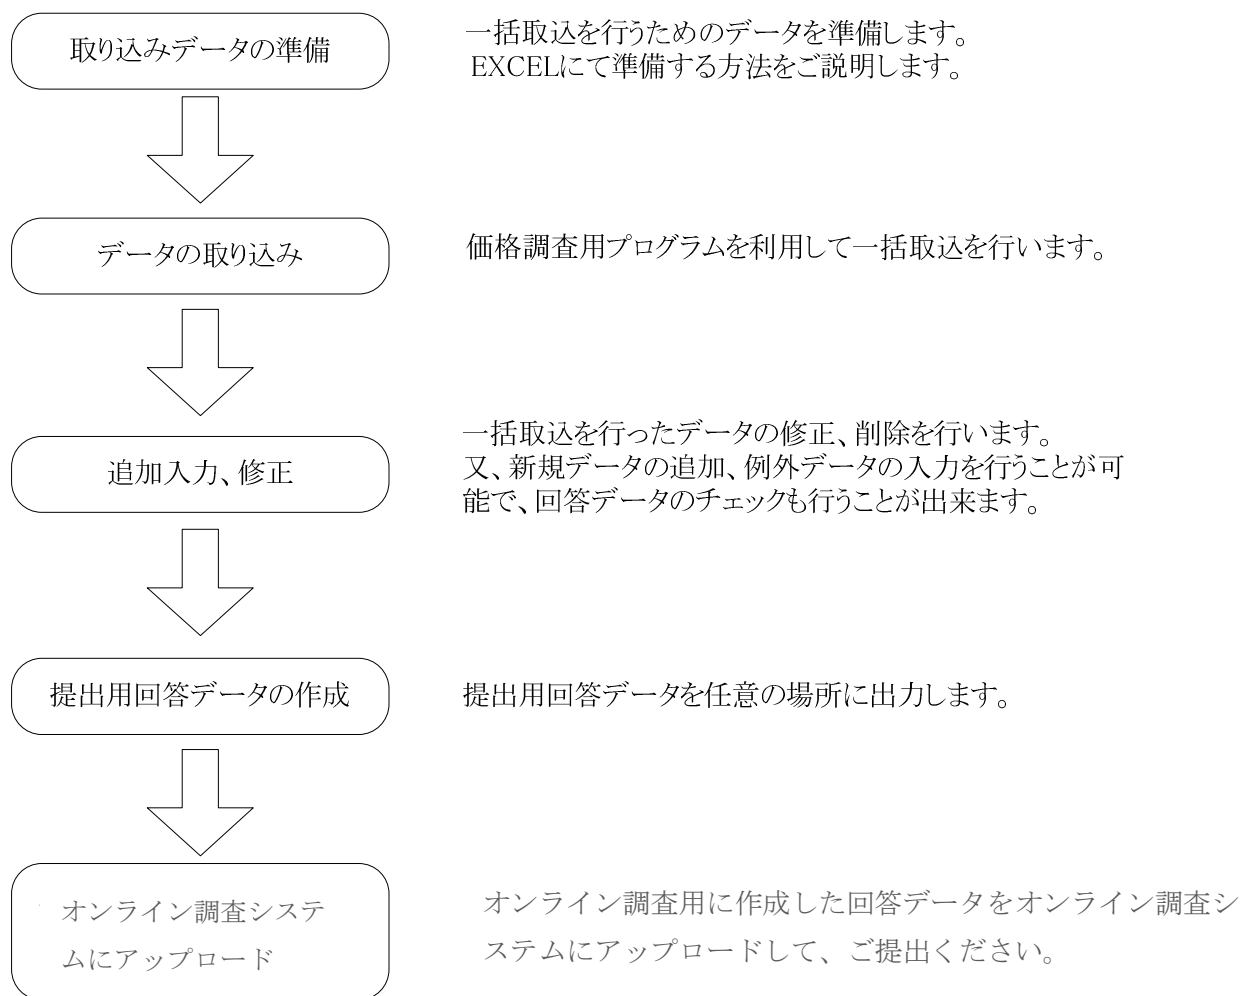 取り込みデータの準備
一括取込を行うためのデータを準備します。
EXCELにて準備する方法をご説明します。
データの取り込み
価格調査用プログラムを利用して一括取込を行います。
追加入力、修正
一括取込を行ったデータの修正、削除を行います。
又、新規データの追加、例外データの入力を行うことが可
能で、回答データのチェックも行うことが出来ます。
提出用回答データの作成
提出用回答データを任意の場所に出力します。
オンライン調査システ
ムにアップロード
オンライン調査用に作成した回答データをオンライン調査シ
ステムにアップロードして、ご提出ください。